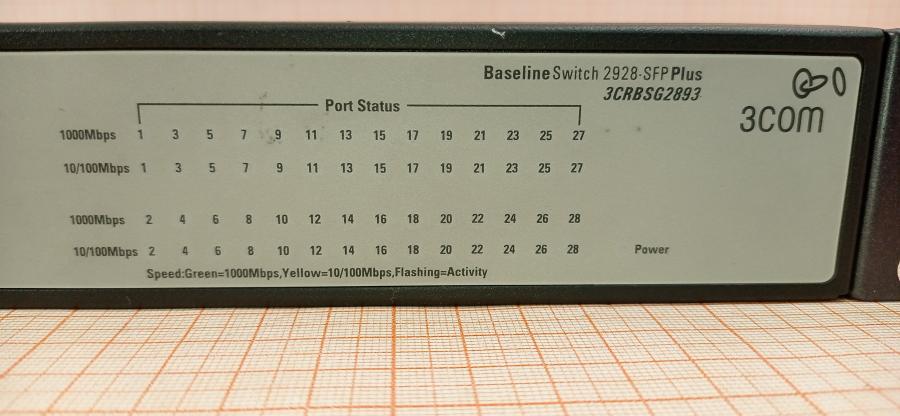 Baseline Switch 2928-SFP Plus
3CRBSG2893
3COM
Port Status
1000Mbps 1 3 5 7 9 11 13 15 17 19 21 23 25 27
10/100Mbps 1 3 5 7 9 11 13 15 17 19 21 23 25 27
1000Mbps 2 4 6 8 10 12 14 16 18 20 22 24 26 28
10/100Mbps 2 4 6 8 10 12 14 16 18 20 22 24 26 28
Power
Speed:Green=1000Mbps,Yellow=10/100Mbps,Flashing=Activity